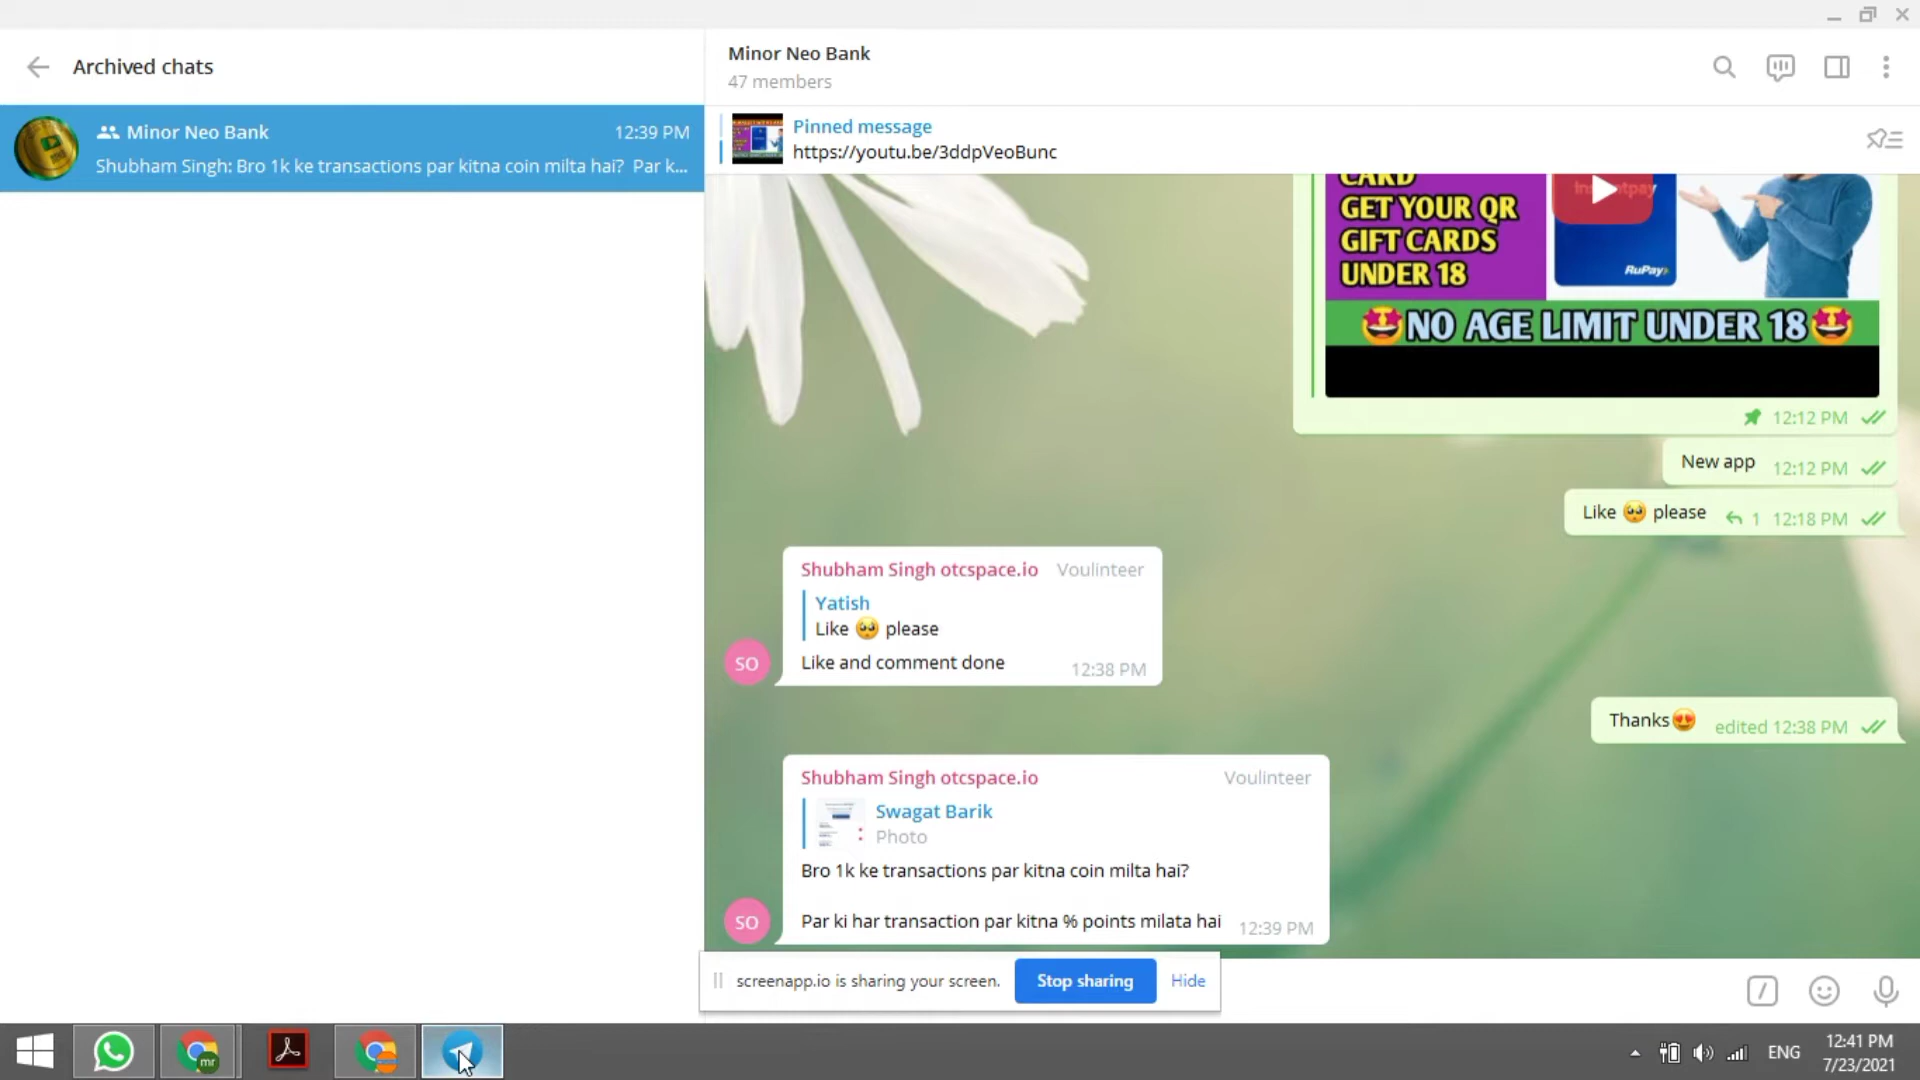 Archived chats
Minor Neo Bank
12:39 PM
Shubham Singh: Bro 1k ke transactions par kitna coin milta hai? Par k...
Minor Neo Bank
47 members
Pinned message
https://youtu.be/3ddpVeoBunc
CARD
GET YOUR QR
GIFT CARDS
UNDER 18
Instantpay
RuPay
🤩NO AGE LIMIT UNDER 18🤩
12:12 PM
New app 12:12 PM
Like 🥺 please 1 12:18 PM
Shubham Singh otcspace.io Voulinteer
Yatish
Like 🥺 please
SO
Like and comment done 12:38 PM
Thanks😍 edited 12:38 PM
Shubham Singh otcspace.io Voulinteer
Swagat Barik
Photo
Bro 1k ke transactions par kitna coin milta hai?
SO
Par ki har transaction par kitna % points milata hai 12:39 PM
screenapp.io is sharing your screen. Stop sharing Hide
mr
ENG
12:41 PM
7/23/2021